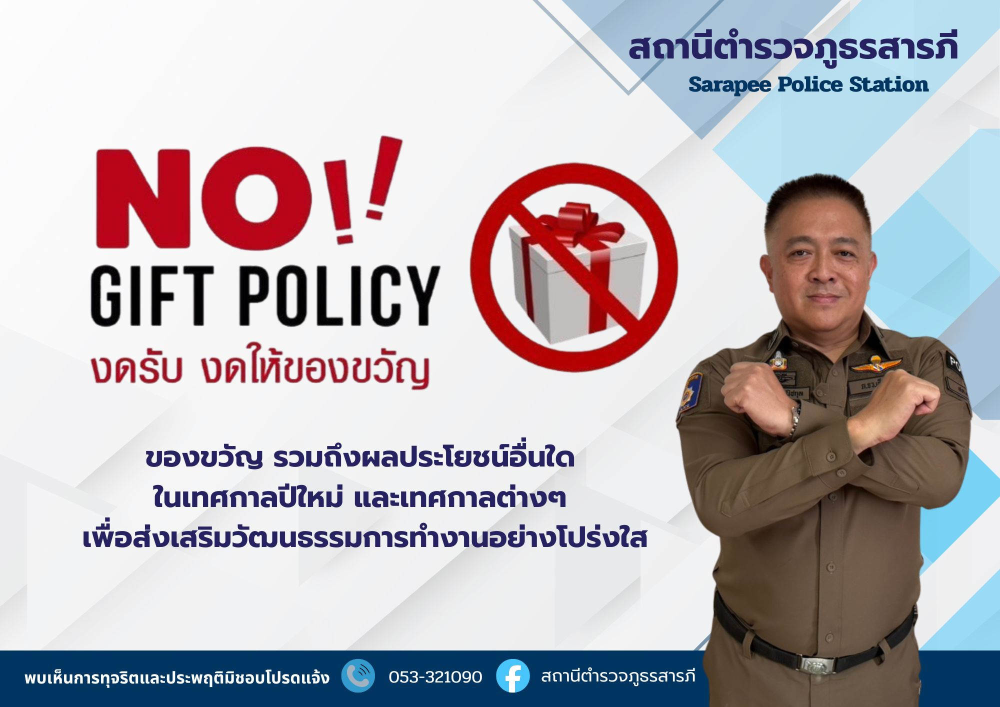 สถานีตำรวจภูธรสารภี
Sarapee Police Station
NO!!
GIFT POLICY
งดรับ งดให้ของขวัญ
ของขวัญ รวมถึงผลประโยชน์อื่นใด
ในเทศกาลปีใหม่ และเทศกาลต่างๆ
เพื่อส่งเสริมวัฒนธรรมการทำงานอย่างโปร่งใส
พบเห็นการทุจริตและประพฤติมิชอบโปรดแจ้ง 053-321090 สถานีตำรวจภูธรสารภี